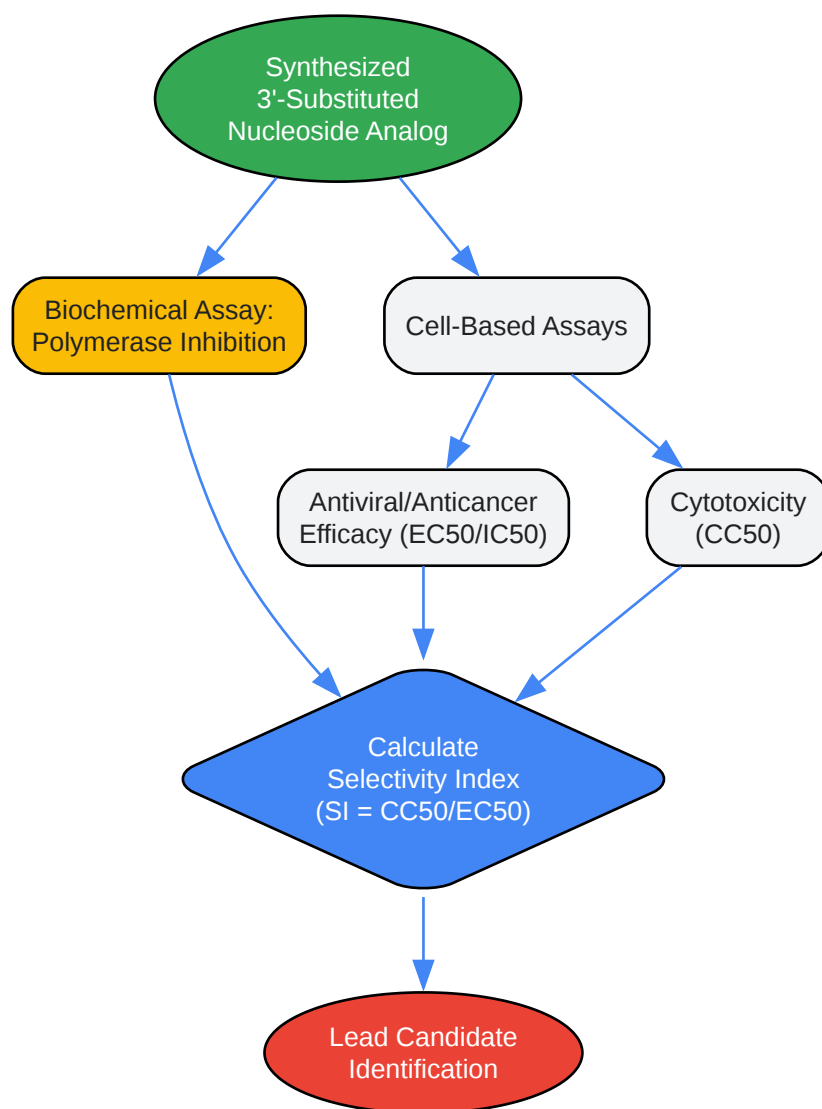 Synthesized
3'-Substituted
Nucleoside Analog
Biochemical Assay:
Polymerase Inhibition
Cell-Based Assays
Antiviral/Anticancer
Efficacy (EC50/IC50)
Cytotoxicity
(CC50)
Calculate
Selectivity Index
(SI = CC50/EC50)
Lead Candidate
Identification